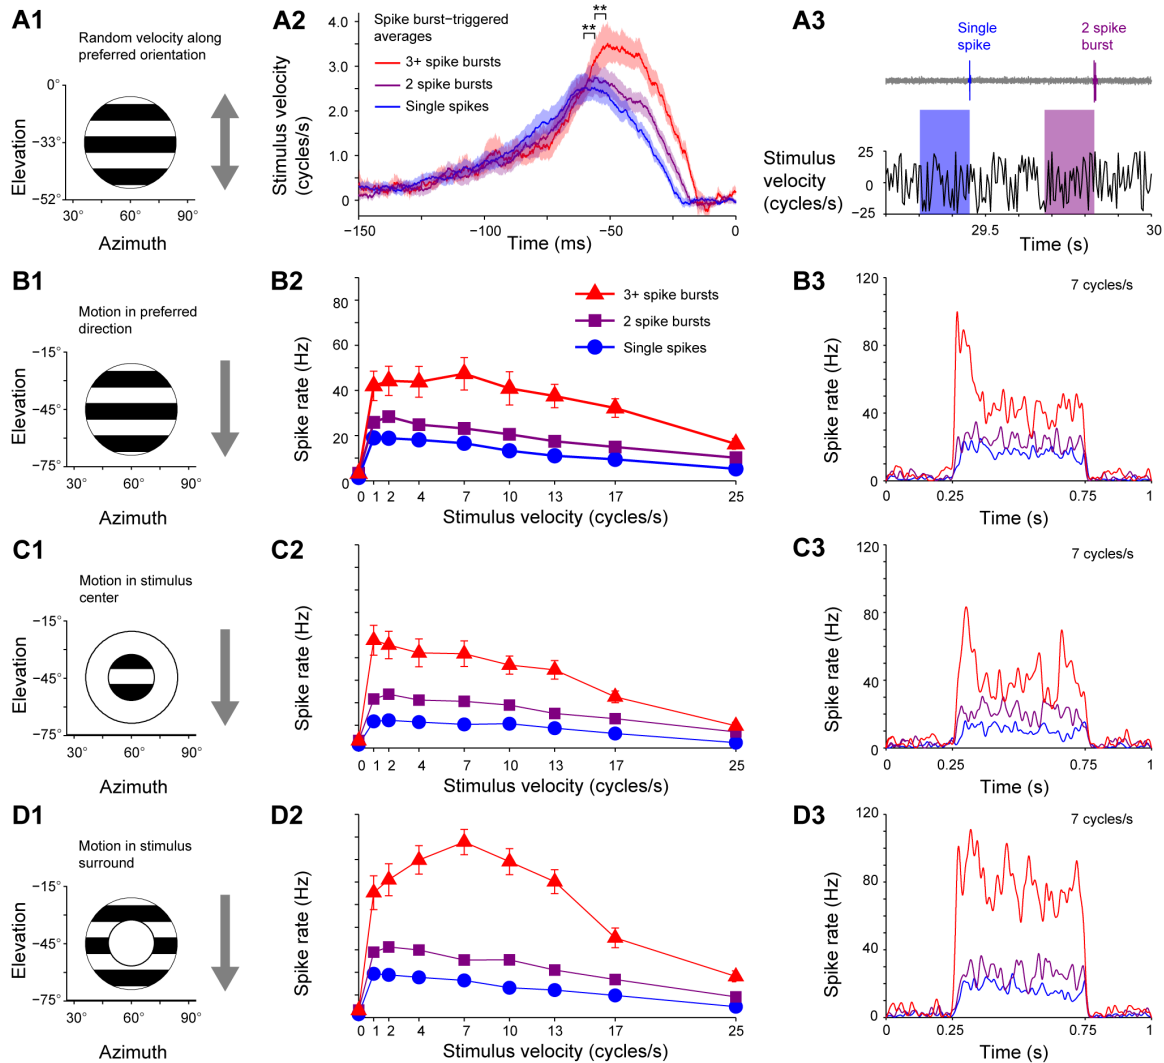 A1
Random velocity along
preferred orientation
Elevation
0°
−33°
−52°
30° 60° 90°
Azimuth
A2
Spike burst−triggered
averages
3+ spike bursts
2 spike bursts
Single spikes
**
**
Stimulus velocity
(cycles/s)
4.0
3.0
2.0
1.0
0
−150 −100 −50 0
Time (ms)
A3
Single
spike
2 spike
burst
Stimulus
velocity
(cycles/s)
25
0
−25
29.5 30
Time (s)
B1
Motion in preferred
direction
Elevation
−15°
−45°
−75°
30° 60° 90°
Azimuth
B2
3+ spike bursts
2 spike bursts
Single spikes
Spike rate (Hz)
80
60
40
20
0
0 1 2 4 7 10 13 17 25
Stimulus velocity (cycles/s)
B3
7 cycles/s
Spike rate (Hz)
120
80
40
0
0 0.25 0.75 1
Time (s)
C1
Motion in stimulus
center
Elevation
−15°
−45°
−75°
30° 60° 90°
Azimuth
C2
Spike rate (Hz)
0 1 2 4 7 10 13 17 25
Stimulus velocity (cycles/s)
C3
7 cycles/s
Spike rate (Hz)
120
80
40
0
0 0.25 0.75 1
Time (s)
D1
Motion in stimulus
surround
Elevation
−15°
−45°
−75°
30° 60° 90°
Azimuth
D2
Spike rate (Hz)
0 1 2 4 7 10 13 17 25
Stimulus velocity (cycles/s)
D3
7 cycles/s
Spike rate (Hz)
120
80
40
0
0 0.25 0.75 1
Time (s)